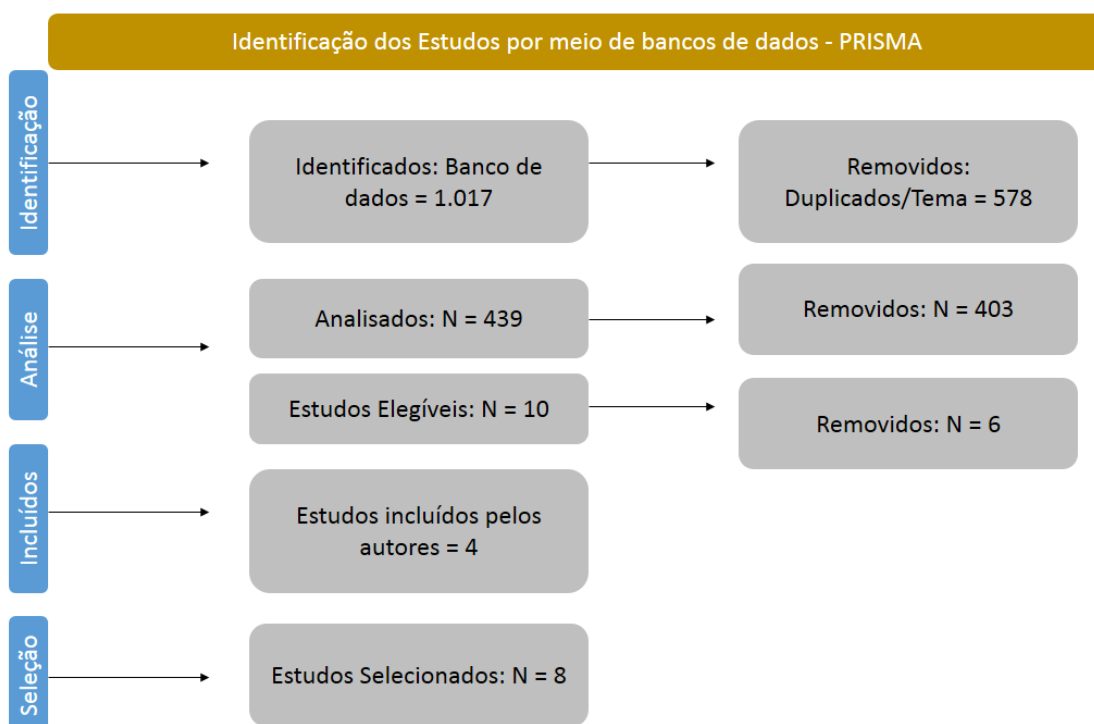 Identificação dos Estudos por meio de bancos de dados - PRISMA
Identificação
Identificados: Banco de
dados = 1.017
Removidos:
Duplicados/Tema = 578
Análise
Analisados: N = 439
Removidos: N = 403
Estudos Elegíveis: N = 10
Removidos: N = 6
Incluídos
Estudos incluídos pelos
autores = 4
Seleção
Estudos Selecionados: N = 8